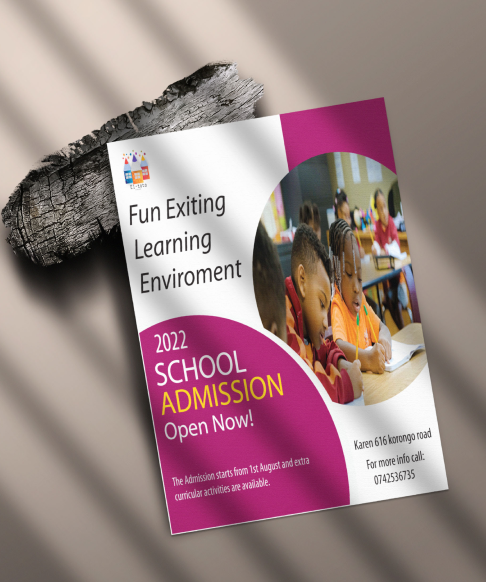 Fun Exiting
Learning
Enviroment
2022
SCHOOL
ADMISSION
Open Now!
The Admission starts from 1st August and extra
curricular activities are available.
Karen 616 korongo road
For more info call:
0742536735